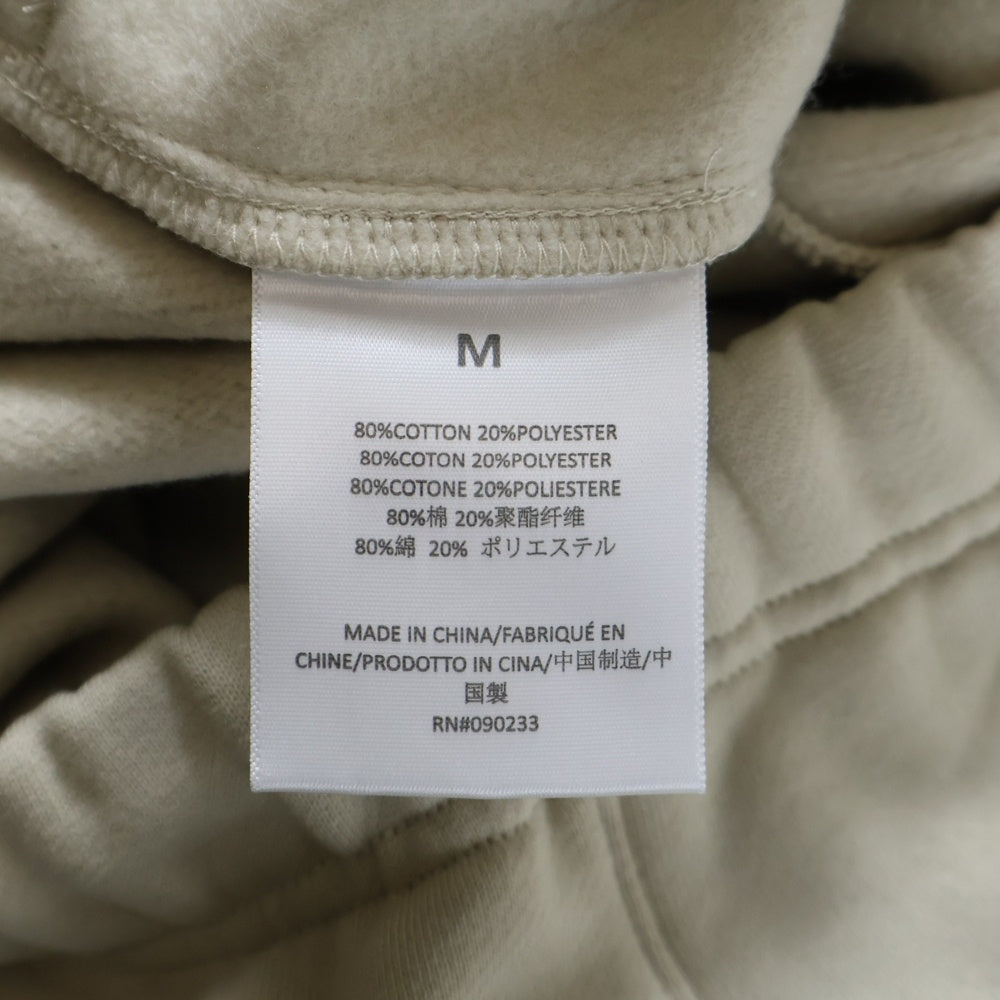 M
80%COTTON 20%POLYESTER
80%COTON 20%POLYESTER
80%COTONE 20%POLIESTERE
80%棉 20%聚酯纤维
80%綿 20% ポリエステル
MADE IN CHINA/FABRIQUÉ EN
CHINE/PRODOTTO IN CINA/中国制造/中
国製
RN#090233